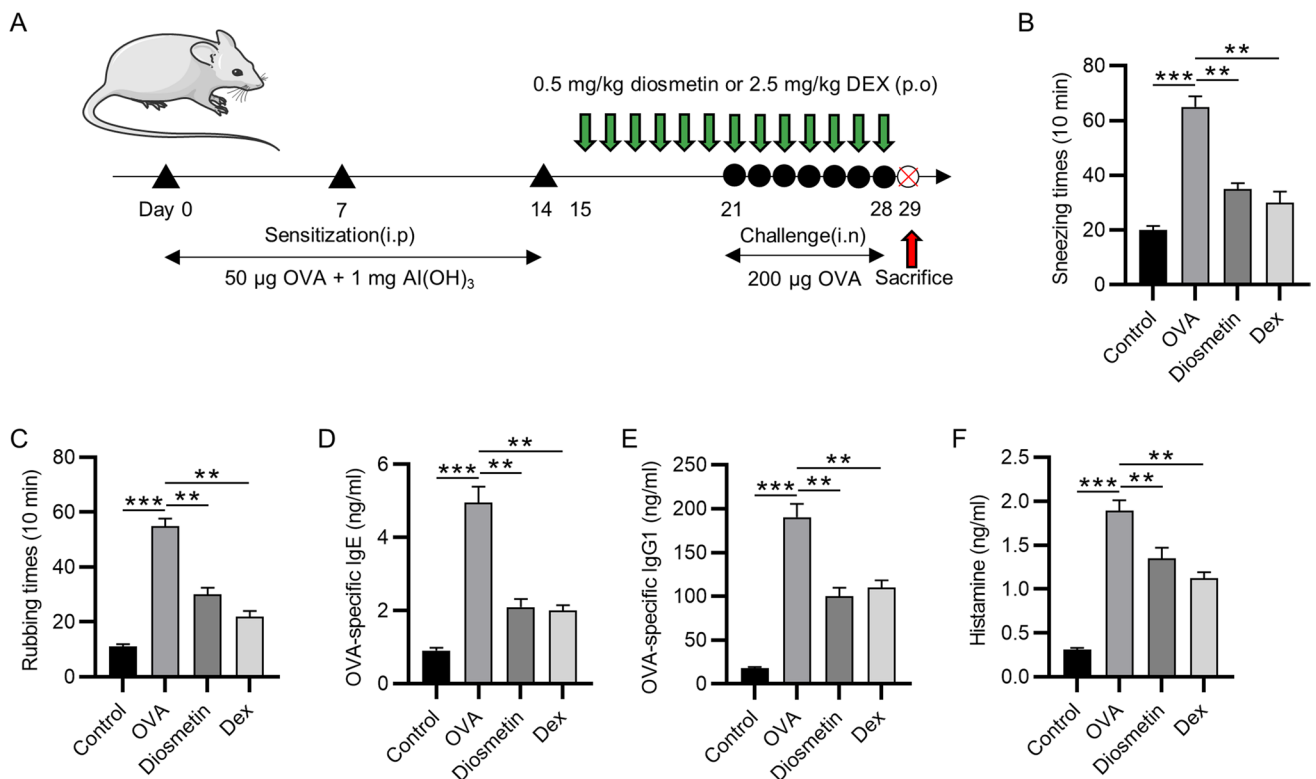 A
0.5 mg/kg diosmetin or 2.5 mg/kg DEX (p.o)
Day 0
7
14
15
21
28
29
Sensitization(i.p)
Challenge(i.n)
50 µg OVA + 1 mg Al(OH)₃
200 µg OVA
Sacrifice
B
Sneezing times (10 min)
80
60
40
20
0
***
**
**
Control
OVA
Diosmetin
Dex
C
Rubbing times (10 min)
80
60
40
20
0
***
**
**
Control
OVA
Diosmetin
Dex
D
OVA-specific IgE (ng/ml)
6
4
2
0
***
**
**
Control
OVA
Diosmetin
Dex
E
OVA-specific IgG1 (ng/ml)
250
200
150
100
50
0
***
**
**
Control
OVA
Diosmetin
Dex
F
Histamine (ng/ml)
2.5
2.0
1.5
1.0
0.5
0.0
***
**
**
Control
OVA
Diosmetin
Dex